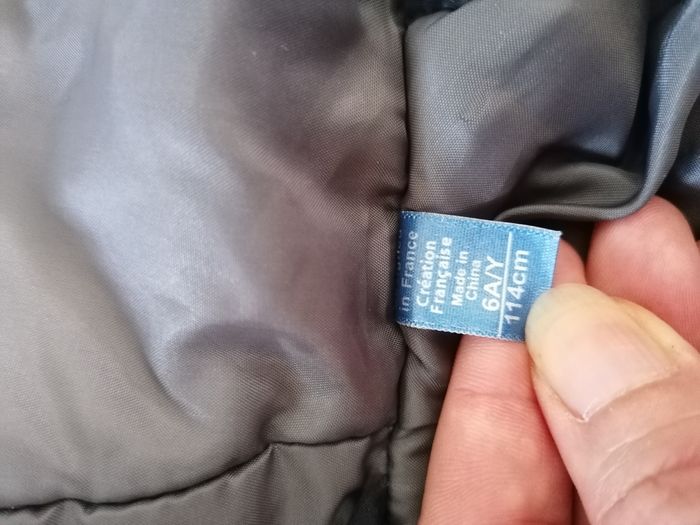 in France
Création
Française
Made in
China
6A/Y
114cm